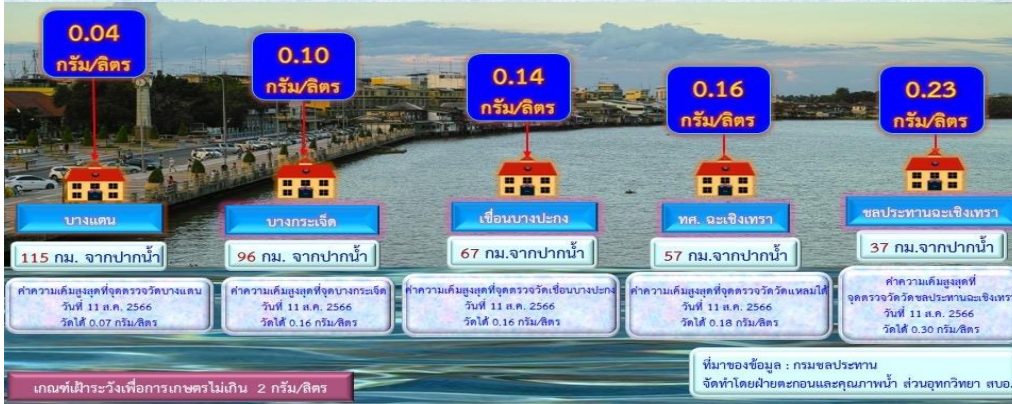 0.04
กรัม/ลิตร
0.10
กรัม/ลิตร
0.14
กรัม/ลิตร
0.16
กรัม/ลิตร
0.23
กรัม/ลิตร
บางแตน
บางกระเจ็ด
เขื่อนบางปะกง
ทศ. ฉะเชิงเทรา
ชลประทานฉะเชิงเทรา
115 กม. จากปากน้ำ
96 กม. จากปากน้ำ
67 กม.จากปากน้ำ
57 กม.จากปากน้ำ
37 กม.จากปากน้ำ
ค่าความเค็มสูงสุดที่จุดตรวจวัดบางแตน
วันที่ 11 ส.ค. 2566
วัดได้ 0.07 กรัม/ลิตร
ค่าความเค็มสูงสุดที่จุดบางกระเจ็ด
วันที่ 11 ส.ค. 2566
วัดได้ 0.16 กรัม/ลิตร
ค่าความเค็มสูงสุดที่จุดตรวจวัดเขื่อนบางปะกง
วันที่ 11 ส.ค. 2566
วัดได้ 0.16 กรัม/ลิตร
ค่าความเค็มสูงสุดที่จุดตรวจวัดวัดแหลมใต้
วันที่ 11 ส.ค. 2566
วัดได้ 0.18 กรัม/ลิตร
ค่าความเค็มสูงสุดที่
จุดตรวจวัดวัดชลประทานฉะเชิงเทรา
วันที่ 11 ส.ค. 2566
วัดได้ 0.30 กรัม/ลิตร
เกณฑ์เฝ้าระวังเพื่อการเกษตรไม่เกิน 2 กรัม/ลิตร
ที่มาของข้อมูล : กรมชลประทาน
จัดทำโดยฝ่ายตะกอนและคุณภาพน้ำ ส่วนอุทกวิทยา สบอ.